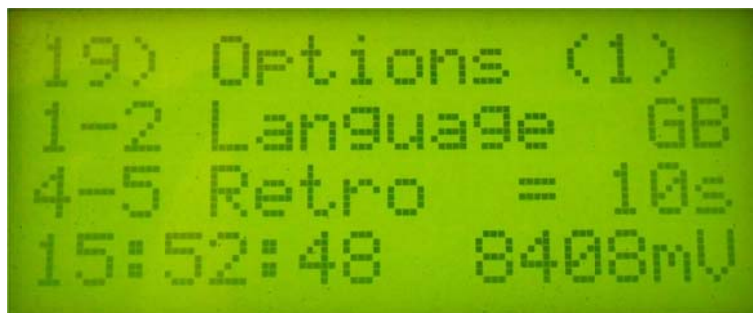 19) Options (1)
1-2 Language GB
4-5 Retro = 10s
15:52:48 8408mV